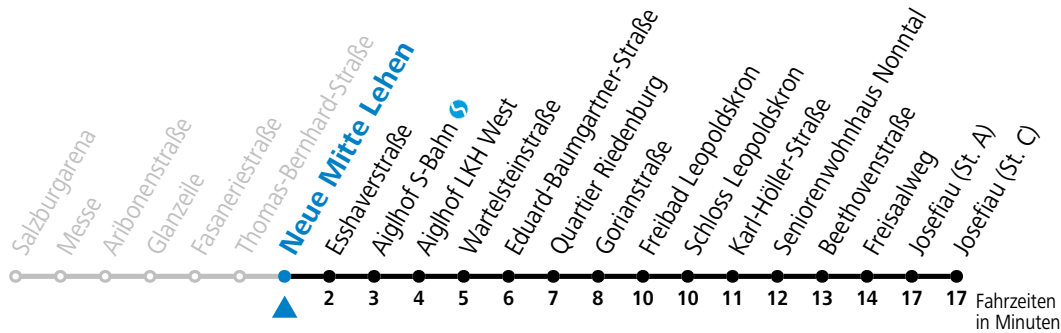 Salzburgarena
Messe
Aribonenstraße
Glanzeile
Fasaneriestraße
Thomas-Bernhard-Straße
Neue Mitte Lehen
Esshaverstraße
Aiglhof S-Bahn
Aiglhof LKH West
Wartelsteinstraße
Eduard-Baumgartner-Straße
Quartier Riedenburg
Gorianstraße
Freibad Leopoldskron
Schloss Leopoldskron
Karl-Höller-Straße
Seniorenwohnhaus Nonntal
Beethovenstraße
Freisaalweg
Josefiau (St. A)
Josefiau (St. C)
2 3 4 5 6 7 8 10 10 11 12 13 14 17 17 Fahrzeiten
in Minuten